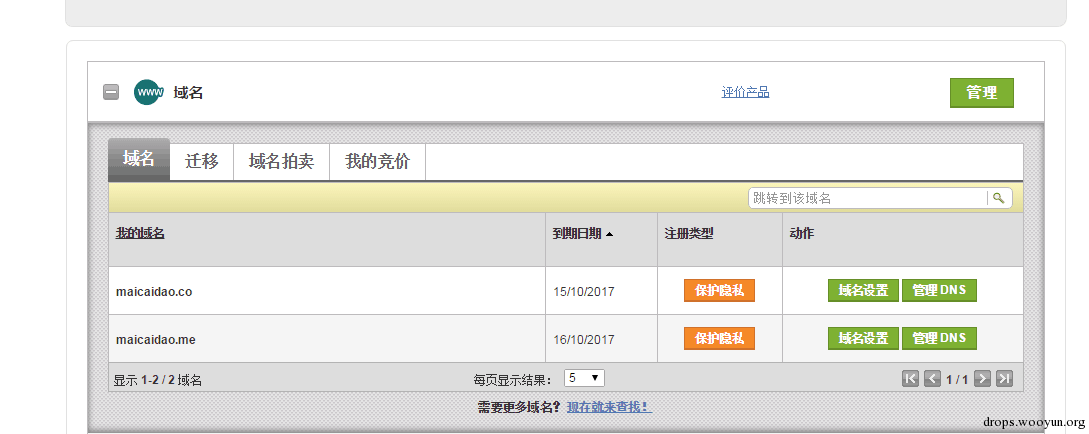 www 域名 评价产品 管理
域名 迁移 域名拍卖 我的竞价
跳转到该域名
我的域名 到期日期 注册类型 动作
maicaidao.co 15/10/2017 保护隐私 域名设置 管理 DNS
maicaidao.me 16/10/2017 保护隐私 域名设置 管理 DNS
显示 1-2 / 2 域名 每页显示结果: 5 1 / 1
需要更多域名? 现在就来查找!
drops.wooyun.org